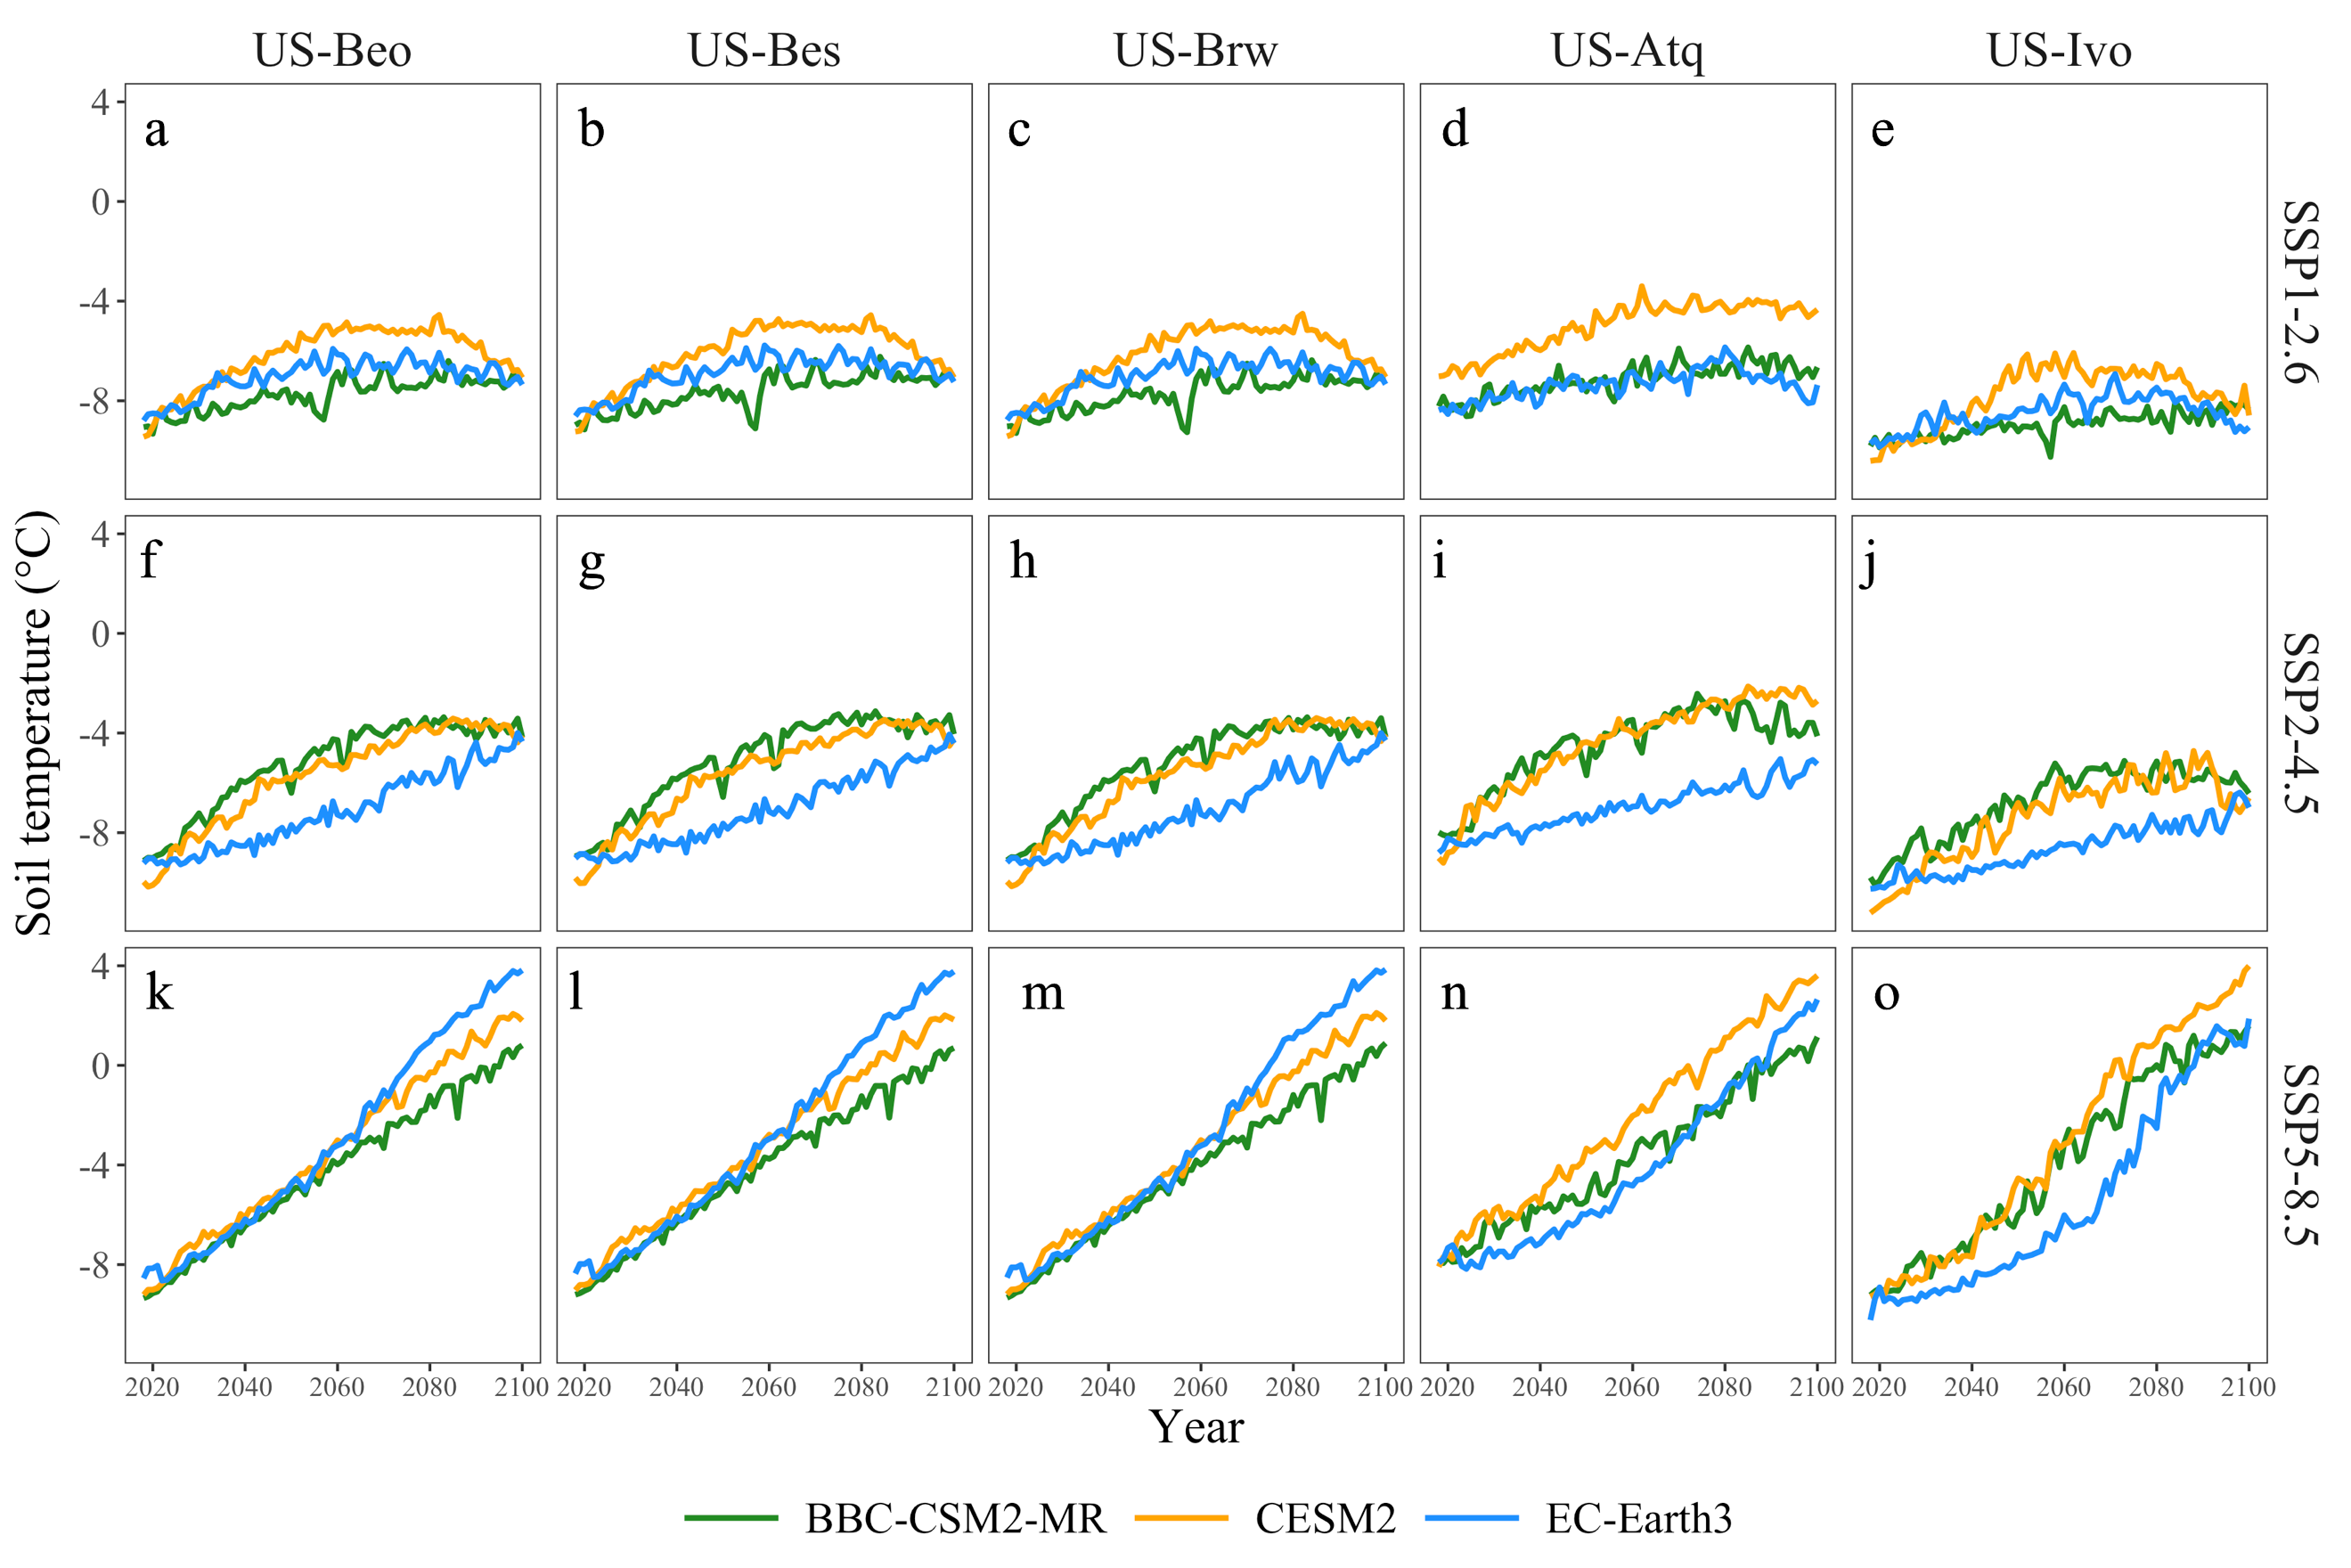 US-Beo US-Bes US-Brw US-Atq US-Ivo
4 0 -4 -8
a b c d e
SSP1-2.6
Soil temperature (°C)
4 0 -4 -8
f g h i j
SSP2-4.5
4 0 -4 -8
k l m n o
SSP5-8.5
2020 2040 2060 2080 2100 2020 2040 2060 2080 2100 2020 2040 2060 2080 2100 2020 2040 2060 2080 2100 2020 2040 2060 2080 2100
Year
BBC-CSM2-MR CESM2 EC-Earth3